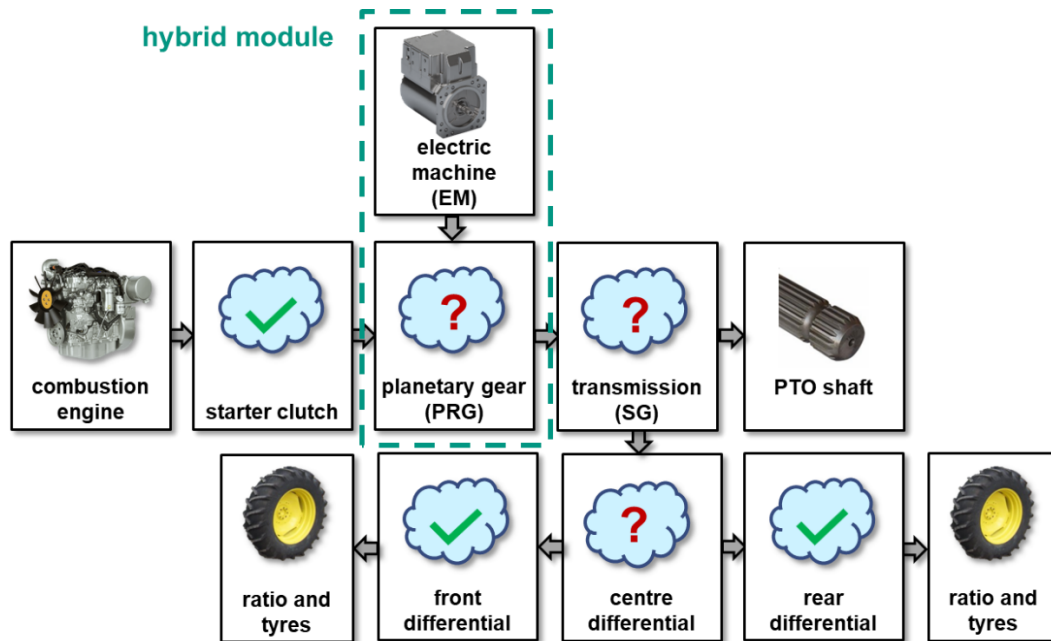 hybrid module
electric
machine
(EM)
combustion
engine
starter clutch
?
planetary gear
(PRG)
?
transmission
(SG)
PTO shaft
ratio and
tyres
front
differential
?
centre
differential
rear
differential
ratio and
tyres